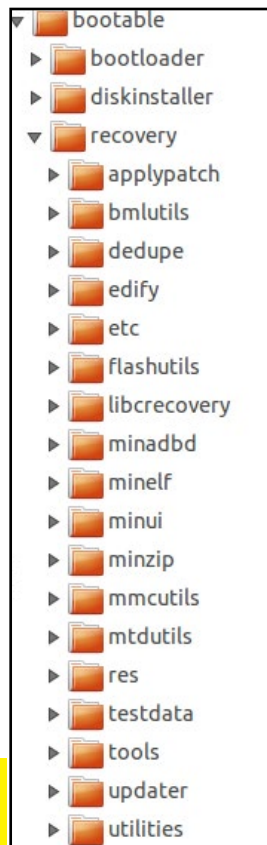 bootable
bootloader
diskinstaller
recovery
applypatch
bmlutils
dedupe
edify
etc
flashutils
libcrecovery
minadbd
minelf
minui
minzip
mmcutils
mtdutils
res
testdata
tools
updater
utilities